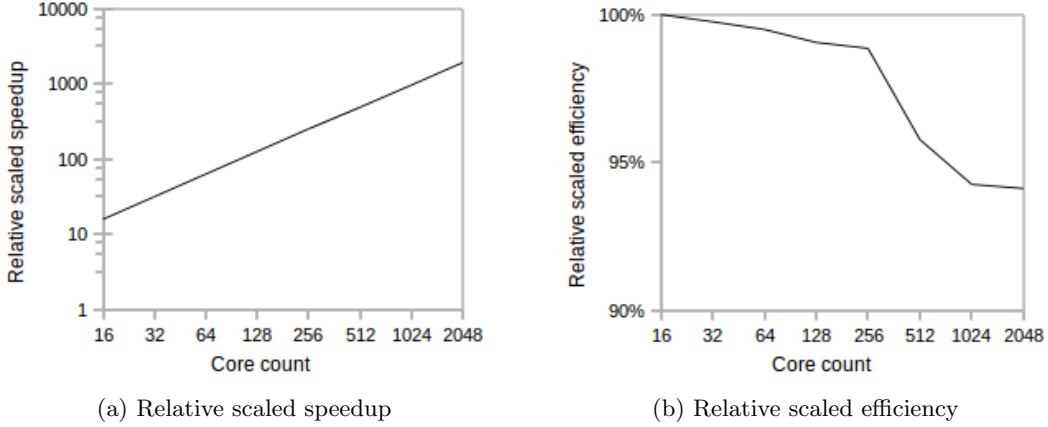 Relative scaled speedup
10000
1000
100
10
1
16 32 64 128 256 512 1024 2048
Core count
(a) Relative scaled speedup
Relative scaled efficiency
100%
95%
90%
16 32 64 128 256 512 1024 2048
Core count
(b) Relative scaled efficiency